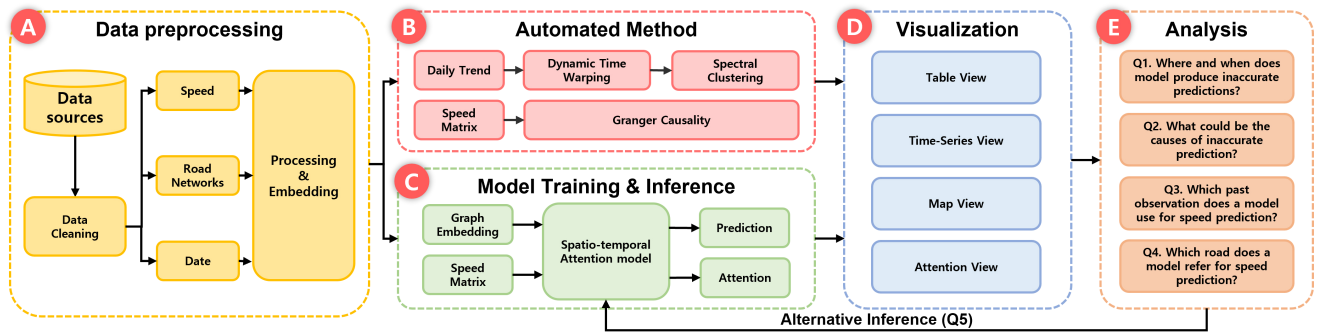 A
Data preprocessing
Data
sources
Data
Cleaning
Speed
Road
Networks
Date
Processing
&
Embedding
B
Automated Method
Daily Trend
Dynamic Time
Warping
Spectral
Clustering
Speed
Matrix
Granger Causality
C
Model Training & Inference
Graph
Embedding
Speed
Matrix
Spatio-temporal
Attention model
Prediction
Attention
D
Visualization
Table View
Time-Series View
Map View
Attention View
E
Analysis
Q1. Where and when does
model produce inaccurate
predictions?
Q2. What could be the
causes of inaccurate
prediction?
Q3. Which past
observation does a model
use for speed prediction?
Q4. Which road does a
model refer for speed
prediction?
Alternative Inference (Q5)